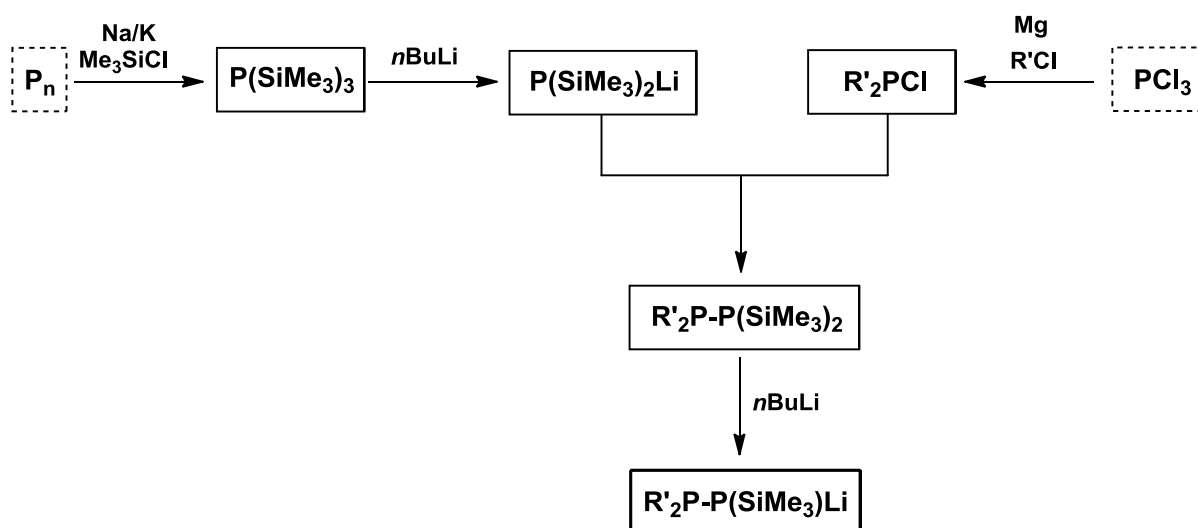 Na/K
Me₃SiCl
Pₙ
P(SiMe₃)₃
nBuLi
P(SiMe₃)₂Li
R'₂PCl
Mg
R'Cl
PCl₃
R'₂P-P(SiMe₃)₂
nBuLi
R'₂P-P(SiMe₃)Li